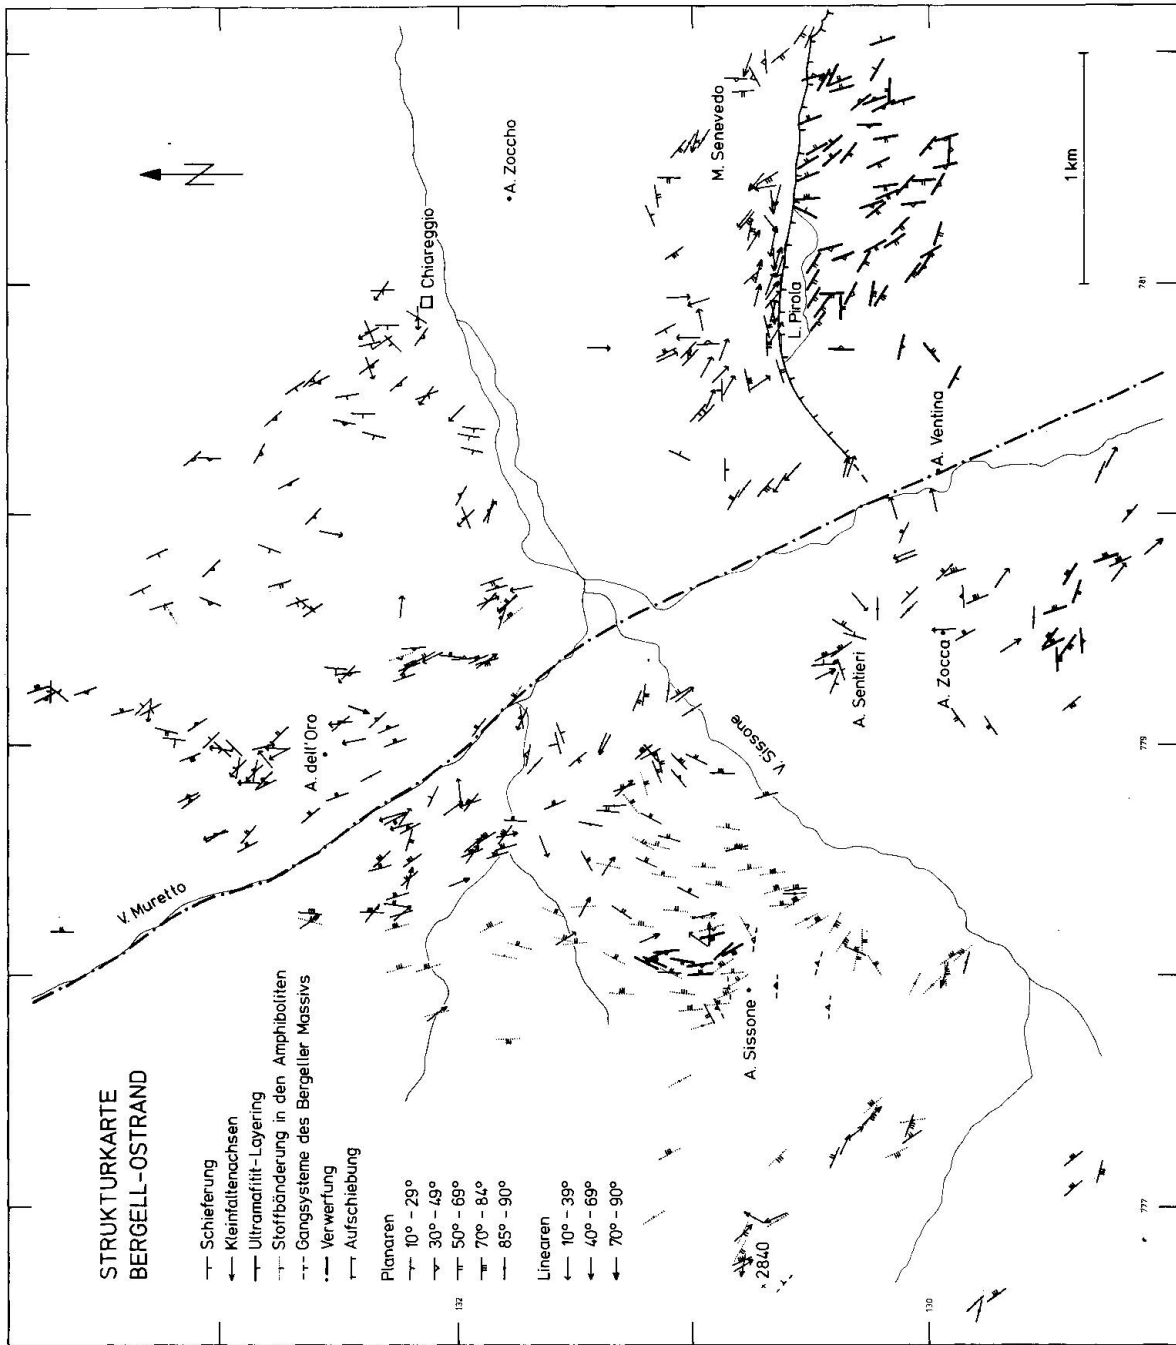 STRUKTURKARTE
BERGELL-OSTRAND
Schieferung
Kleinfaltenachsen
Ultramafitit-Layering
Stoffbänderung in den Amphiboliten
Gangsysteme des Bergeller Massivs
Verwerfung
Aufschiebung
Planaren
10° - 29°
30° - 49°
50° - 69°
70° - 84°
85° - 90°
Linearen
10° - 39°
40° - 69°
70° - 90°
N
V. Muretto
A. dell'Oro
Chiareggio
A. Zoccho
M. Senevedo
L. Pirola
A. Ventina
A. Sentieri
A. Zocca
V. Sissone
A. Sissone
× 2840
1 km
132
130
777
779
781